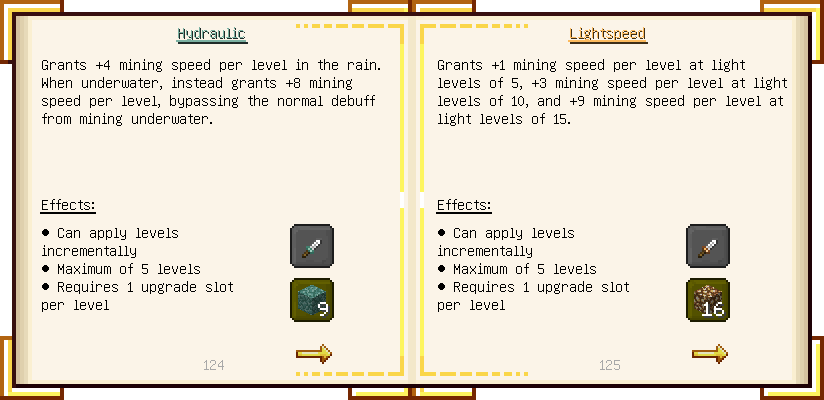 Hydraulic
Grants +4 mining speed per level in the rain.
When underwater, instead grants +8 mining
speed per level, bypassing the normal debuff
from mining underwater.
Effects:
● Can apply levels
incrementally
● Maximum of 5 levels
● Requires 1 upgrade slot
per level
9
124
Lightspeed
Grants +1 mining speed per level at light
levels of 5, +3 mining speed per level at light
levels of 10, and +9 mining speed per level at
light levels of 15.
Effects:
● Can apply levels
incrementally
● Maximum of 5 levels
● Requires 1 upgrade slot
per level
16
125